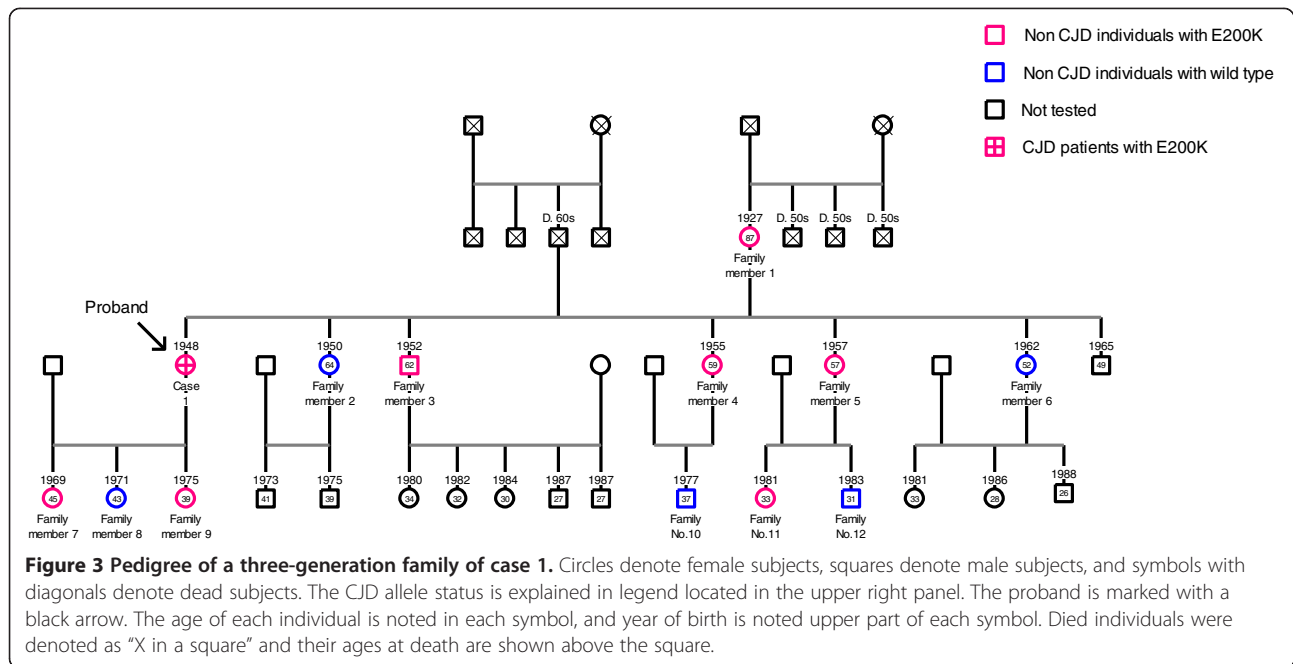 Non CJD individuals with E200K
Non CJD individuals with wild type
Not tested
CJD patients with E200K
D. 60s
1927
D. 50s
D. 50s
D. 50s
87
Family
member 1
Proband
1948
1950
1952
1955
1957
1962
1965
64
62
59
57
52
49
Case
1
Family
member 2
Family
member 3
Family
member 4
Family
member 5
Family
member 6
1969
1971
1975
1973
1975
1980
1982
1984
1987
1987
1977
1981
1983
1981
1986
1988
45
43
39
41
39
34
32
30
27
27
37
33
31
33
28
26
Family
member 7
Family
member 8
Family
member 9
Family
No.10
Family
No.11
Family
No.12
Figure 3 Pedigree of a three-generation family of case 1. Circles denote female subjects, squares denote male subjects, and symbols with
diagonals denote dead subjects. The CJD allele status is explained in legend located in the upper right panel. The proband is marked with a
black arrow. The age of each individual is noted in each symbol, and year of birth is noted upper part of each symbol. Died individuals were
denoted as “X in a square” and their ages at death are shown above the square.